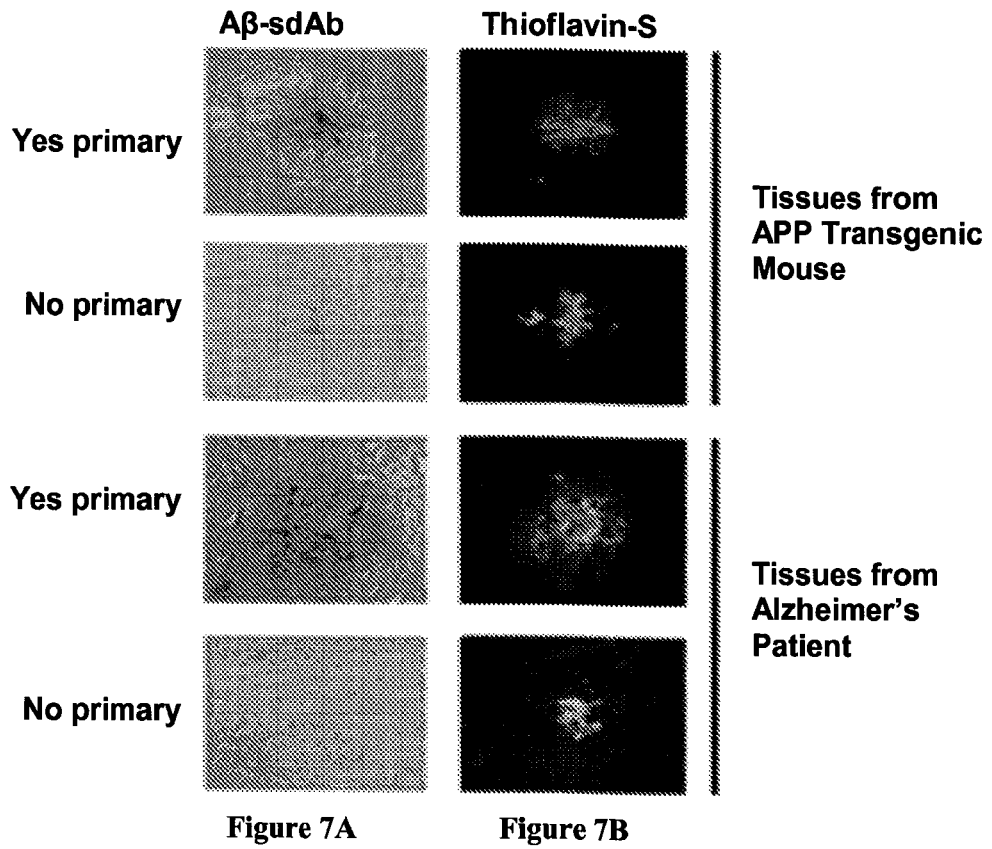 Aβ-sdAb
Thioflavin-S
Yes primary
No primary
Tissues from
APP Transgenic
Mouse
Yes primary
No primary
Tissues from
Alzheimer's
Patient
Figure 7A
Figure 7B